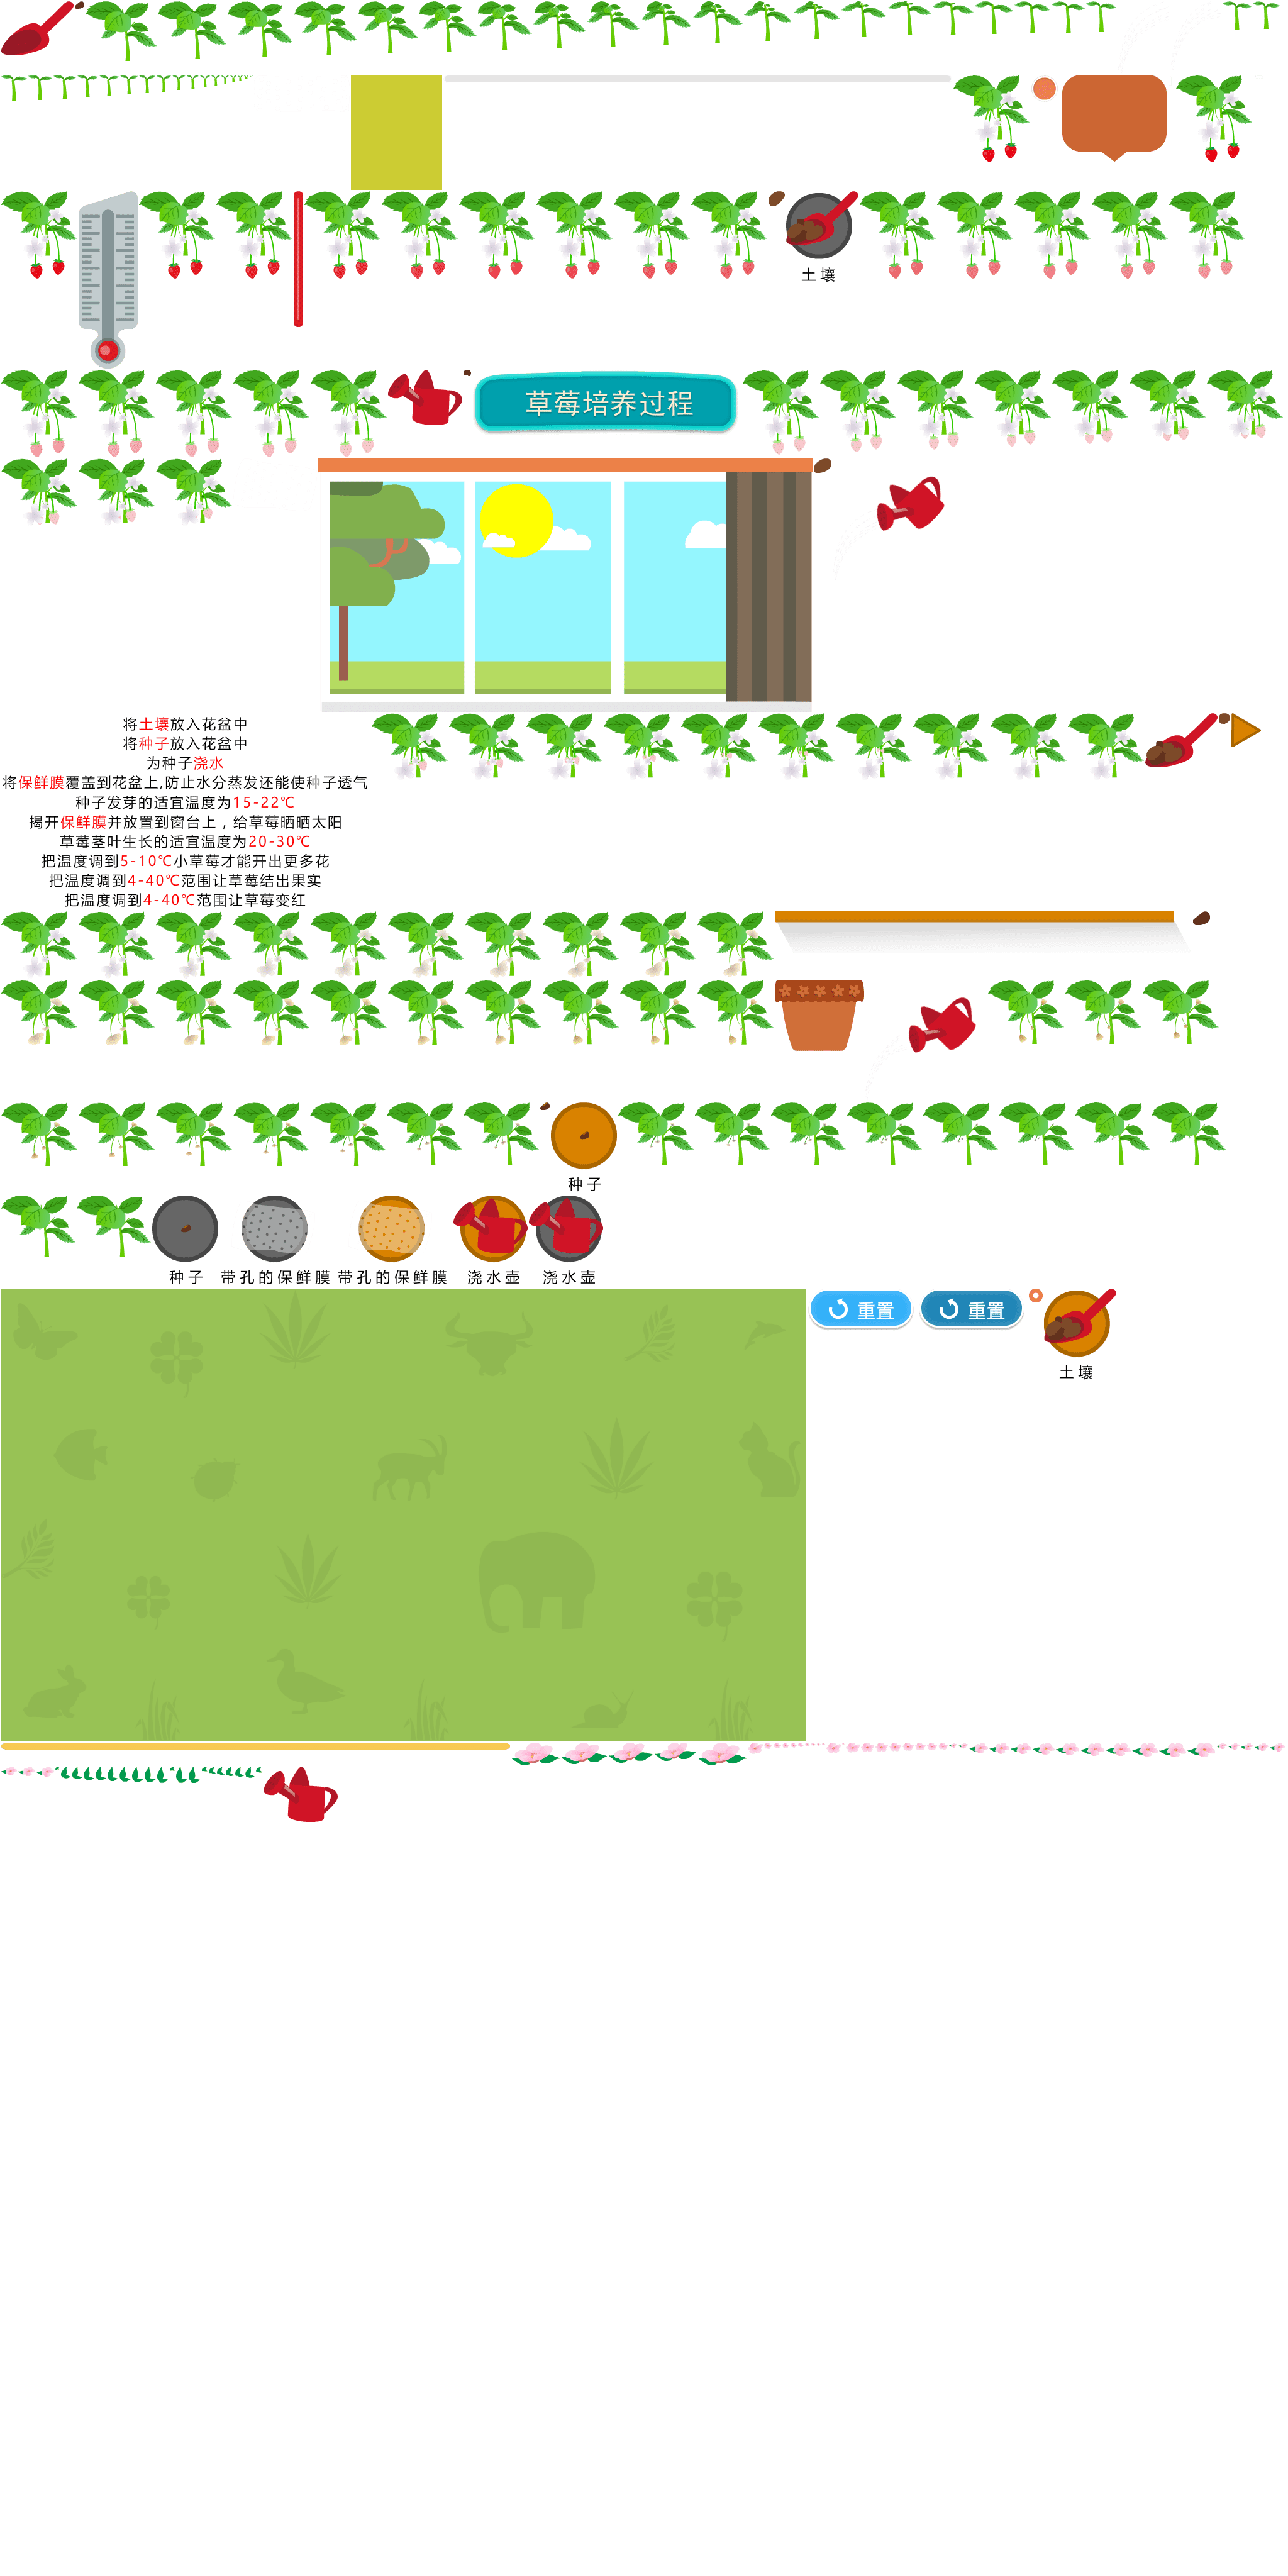 土壤
草莓培养过程
将土壤放入花盆中
将种子放入花盆中
为种子浇水
将保鲜膜覆盖到花盆上,防止水分蒸发还能使种子透气
种子发芽的适宜温度为15-22℃
揭开保鲜膜并放置到窗台上，给草莓晒晒太阳
草莓茎叶生长的适宜温度为20-30℃
把温度调到5-10℃小草莓才能开出更多花
把温度调到4-40℃范围让草莓结出果实
把温度调到4-40℃范围让草莓变红
种子
种子
带孔的保鲜膜
带孔的保鲜膜
浇水壶
浇水壶
重置
重置
土壤